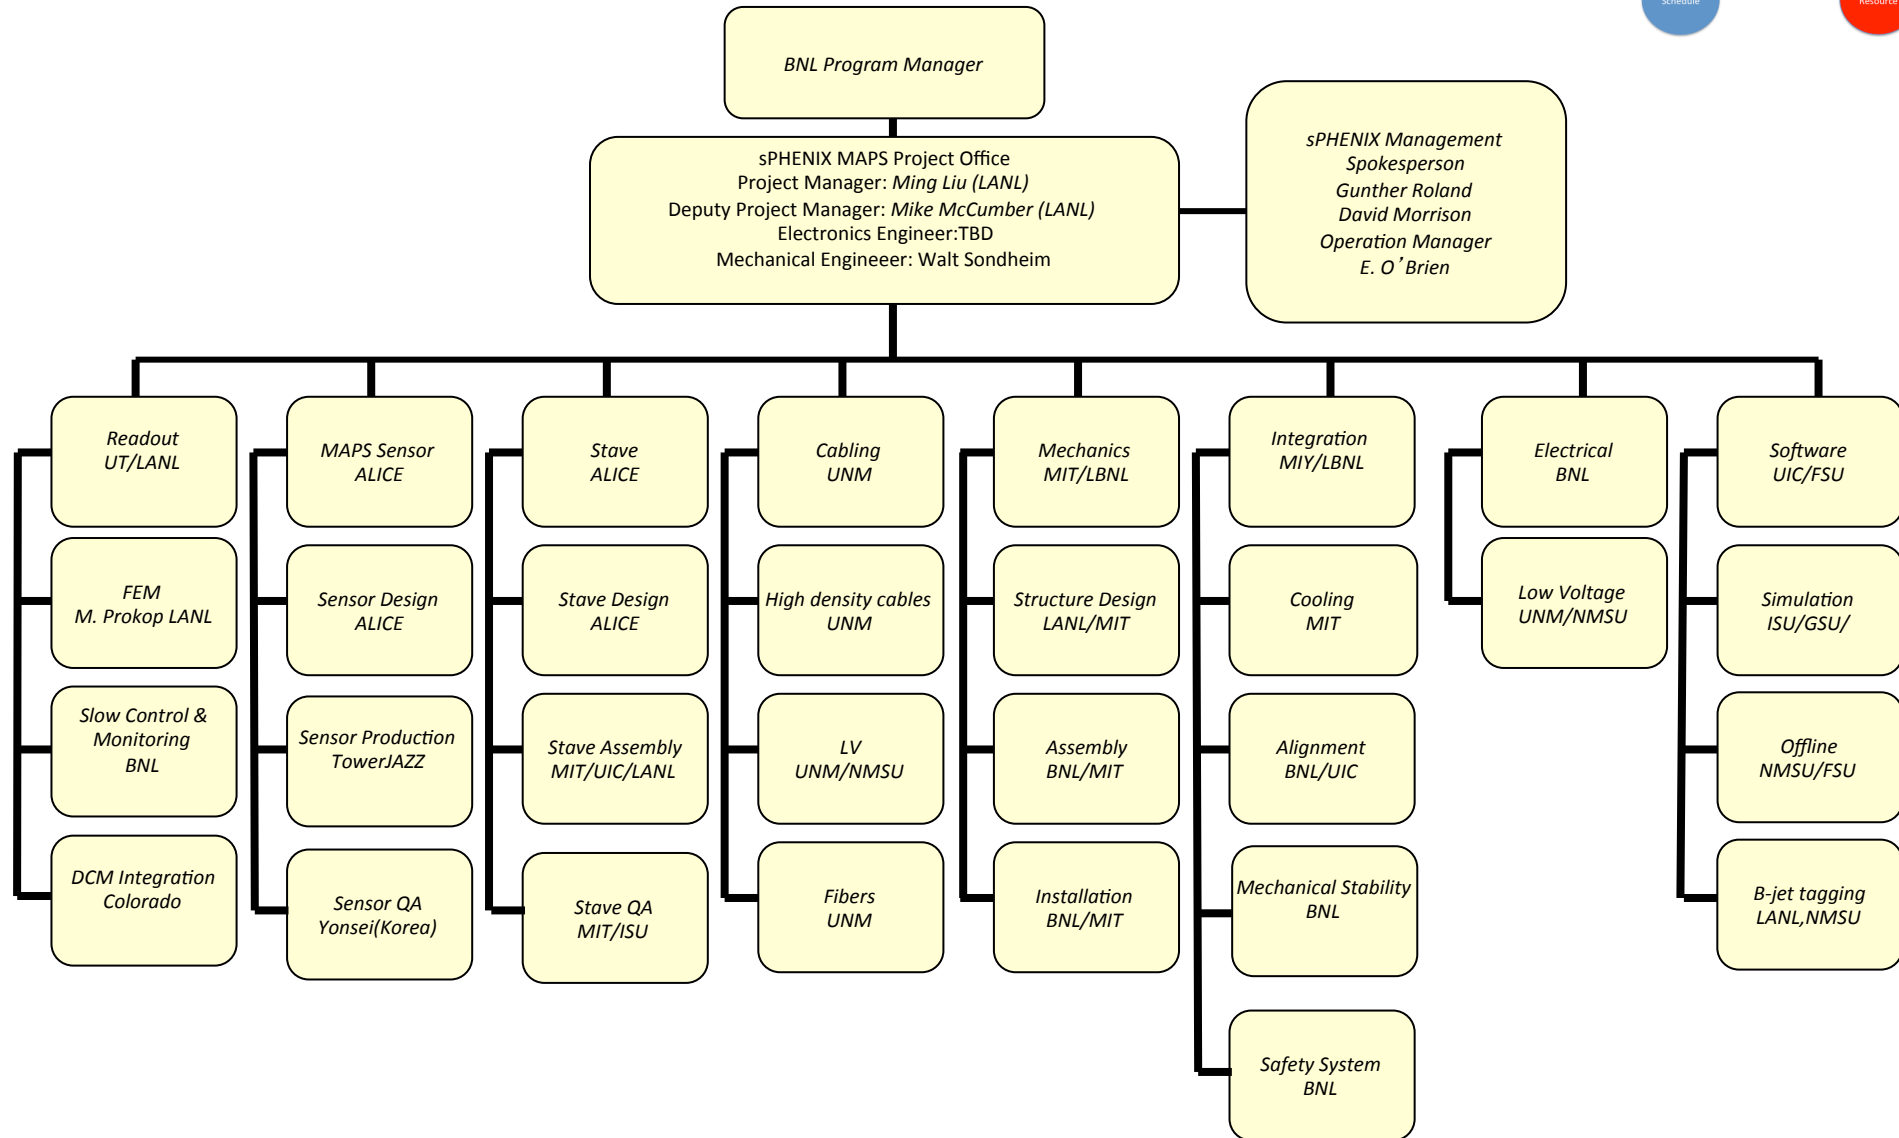 Schedule
Resource
BNL Program Manager
sPHENIX MAPS Project Office
Project Manager: Ming Liu (LANL)
Deputy Project Manager: Mike McCumber (LANL)
Electronics Engineer:TBD
Mechanical Engineeer: Walt Sondheim
sPHENIX Management
Spokesperson
Gunther Roland
David Morrison
Operation Manager
E. O’Brien
Readout
UT/LANL
FEM
M. Prokop LANL
Slow Control &
Monitoring
BNL
DCM Integration
Colorado
MAPS Sensor
ALICE
Sensor Design
ALICE
Sensor Production
TowerJAZZ
Sensor QA
Yonsei(Korea)
Stave
ALICE
Stave Design
ALICE
Stave Assembly
MIT/UIC/LANL
Stave QA
MIT/ISU
Cabling
UNM
High density cables
UNM
LV
UNM/NMSU
Fibers
UNM
Mechanics
MIT/LBNL
Structure Design
LANL/MIT
Assembly
BNL/MIT
Installation
BNL/MIT
Integration
MIY/LBNL
Cooling
MIT
Alignment
BNL/UIC
Mechanical Stability
BNL
Safety System
BNL
Electrical
BNL
Low Voltage
UNM/NMSU
Software
UIC/FSU
Simulation
ISU/GSU/
Offline
NMSU/FSU
B-jet tagging
LANL,NMSU